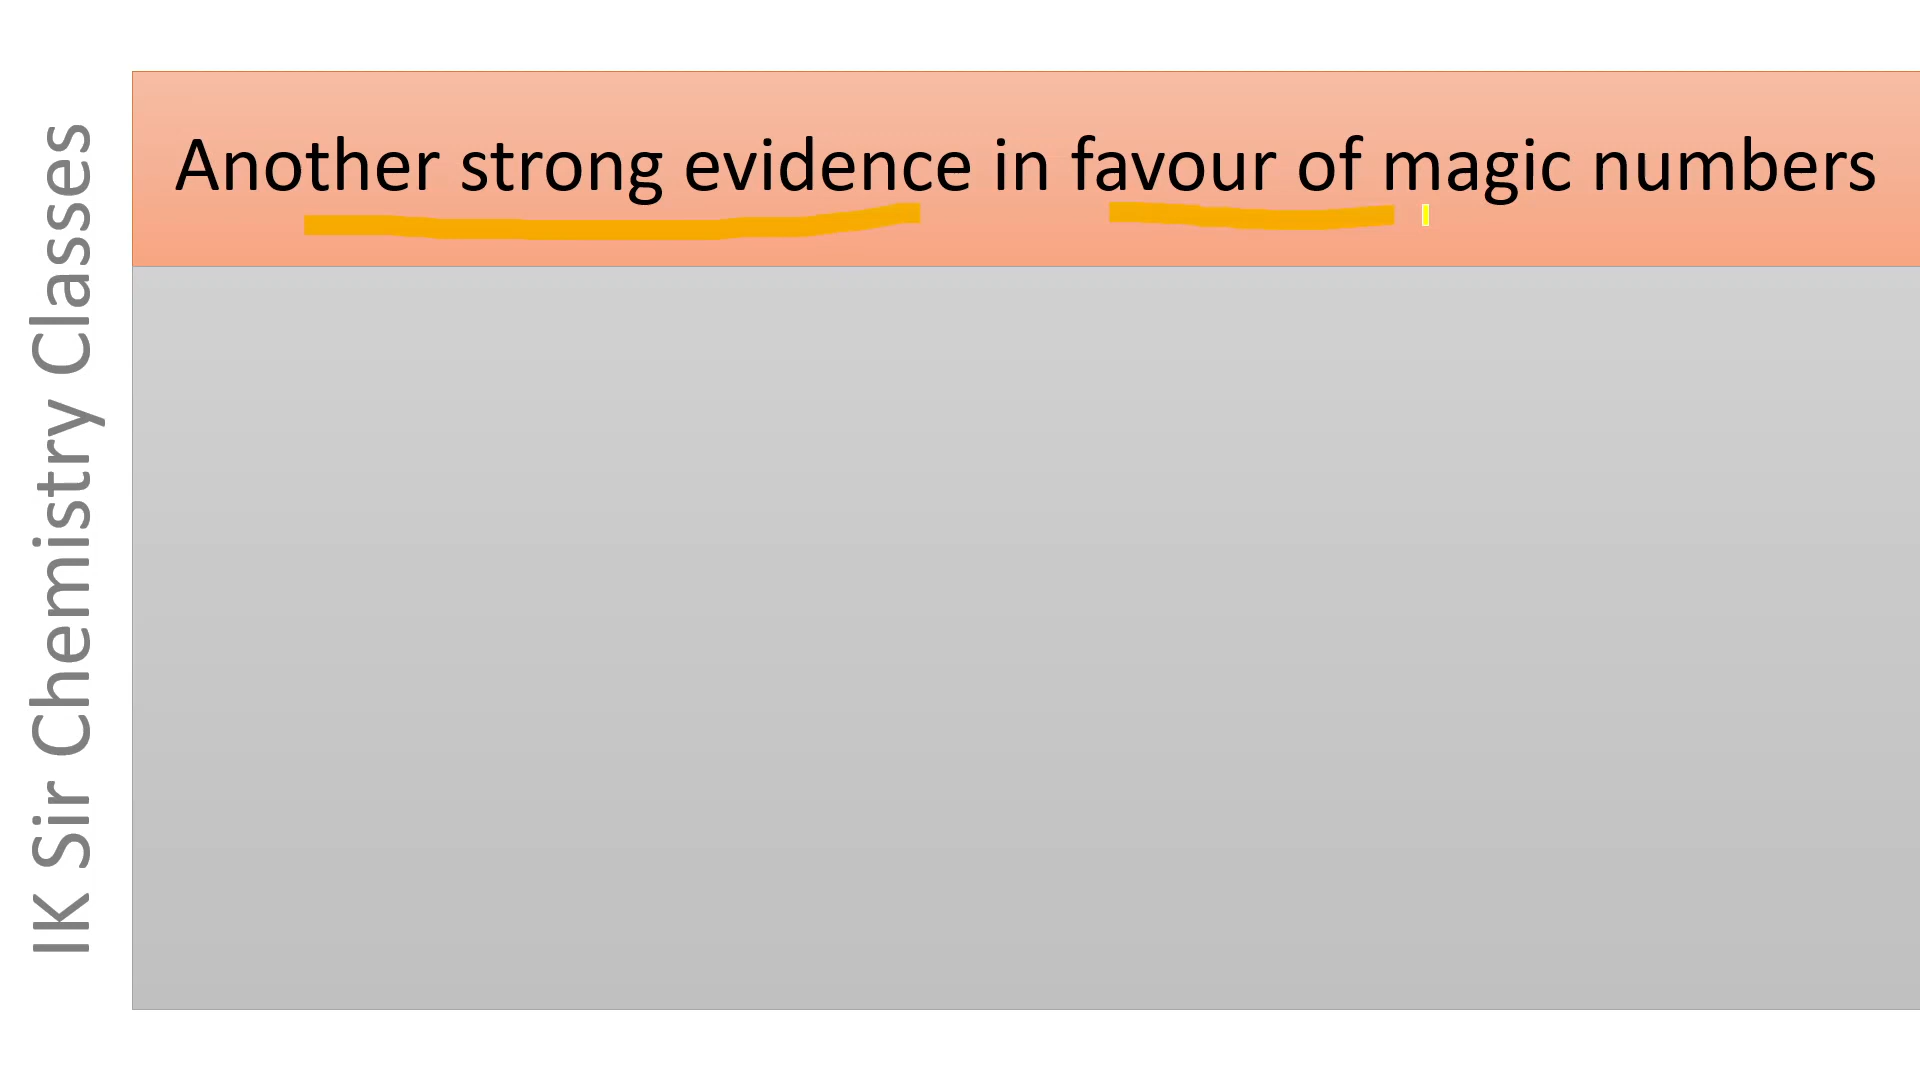 Another strong evidence in favour of magic numbers
IK Sir Chemistry Classes